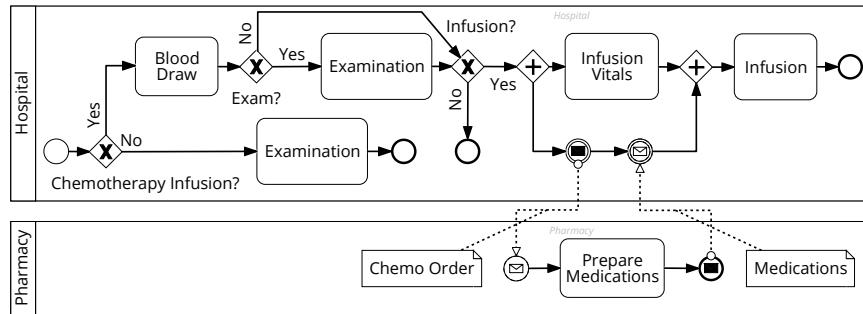 Hospital
Hospital
Infusion?
No
Yes
Blood
Draw
Examination
Infusion
Vitals
Infusion
Exam?
Yes
No
Yes
No
Examination
Chemotherapy Infusion?
Pharmacy
Pharmacy
Chemo Order
Prepare
Medications
Medications